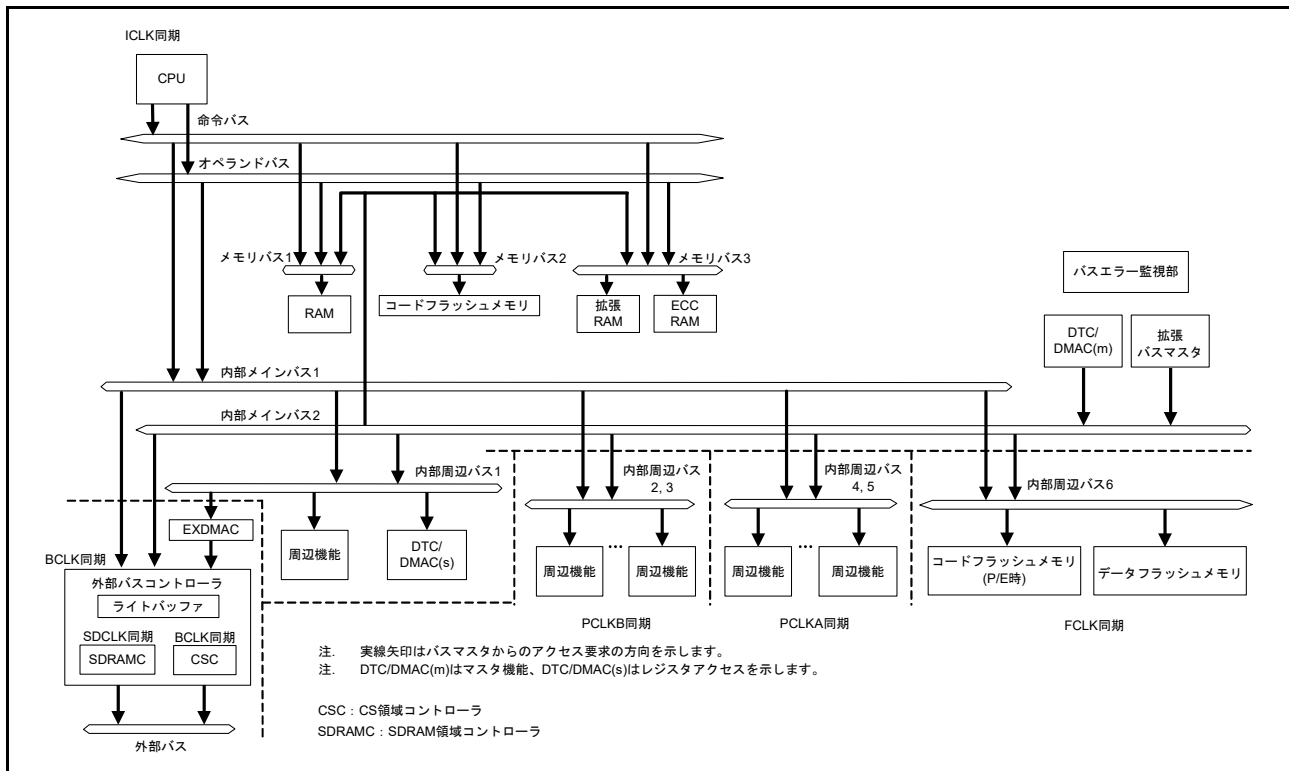 ICLK同期
CPU
命令バス
オペランドバス
メモリバス1
メモリバス2
メモリバス3
RAM
コードフラッシュメモリ
拡張
RAM
ECC
RAM
バスエラー監視部
DTC/
DMAC(m)
拡張
バスマスタ
内部メインバス1
内部メインバス2
内部周辺バス1
内部周辺バス
2, 3
内部周辺バス
4, 5
内部周辺バス6
EXDMAC
周辺機能
DTC/
DMAC(s)
周辺機能
...
周辺機能
周辺機能
...
周辺機能
コードフラッシュメモリ
(P/E時)
データフラッシュメモリ
BCLK同期
外部バスコントローラ
ライトバッファ
SDCLK同期
BCLK同期
SDRAMC
CSC
外部バス
PCLKB同期
PCLKA同期
FCLK同期
注. 実線矢印はバスマスタからのアクセス要求の方向を示します。
注. DTC/DMAC(m)はマスタ機能、DTC/DMAC(s)はレジスタアクセスを示します。
CSC：CS領域コントローラ
SDRAMC：SDRAM領域コントローラ